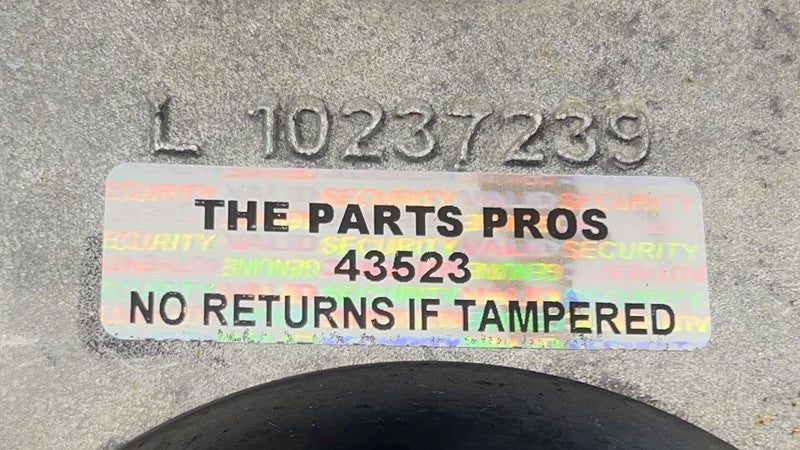 L 10237239
THE PARTS PROS
43523
NO RETURNS IF TAMPERED